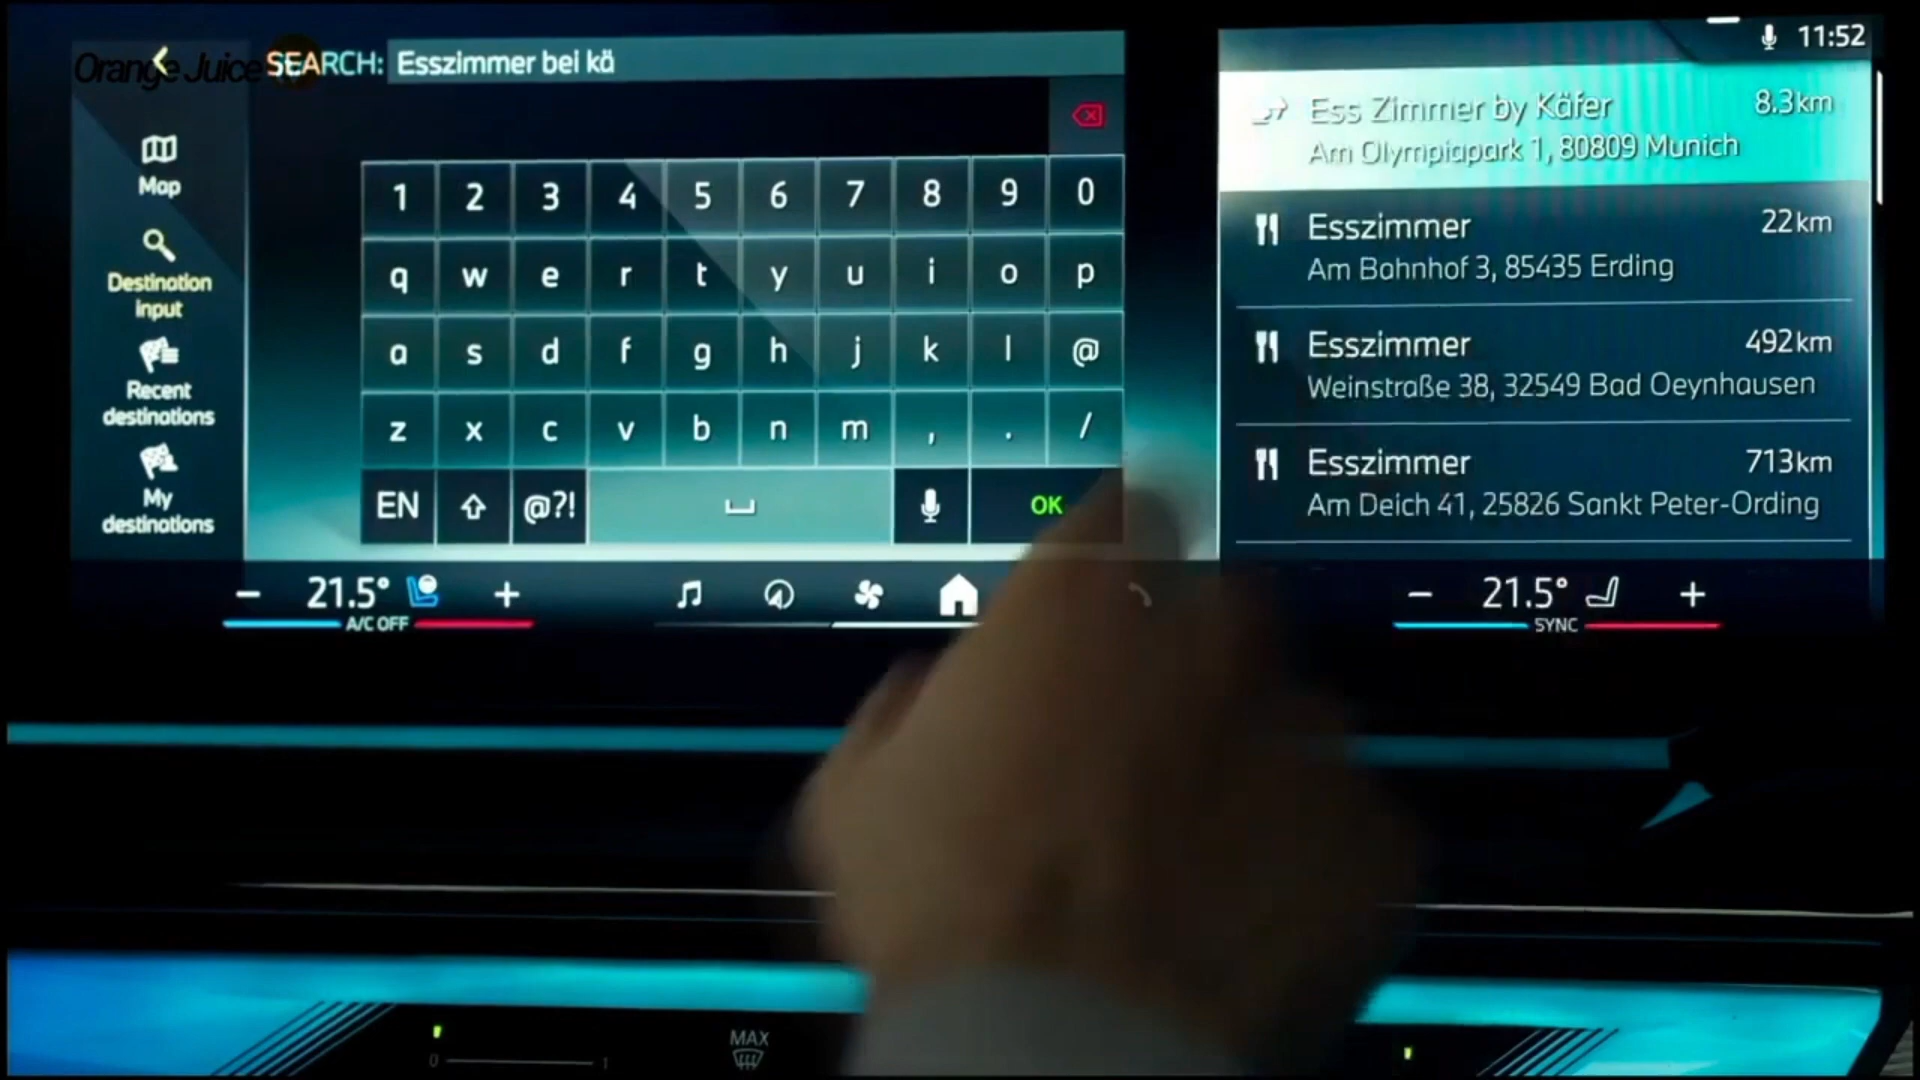 Orange Juice
SEARCH: Esszimmer bei kä
11:52
Map
Destination
input
Recent
destinations
My
destinations
1 2 3 4 5 6 7 8 9 0
q w e r t y u i o p
a s d f g h j k l @
z x c v b n m , . /
EN @?! OK
Ess Zimmer by Käfer 8.3km
Am Olympiapark 1, 80809 Munich
Esszimmer 22km
Am Bahnhof 3, 85435 Erding
Esszimmer 492km
Weinstraße 38, 32549 Bad Oeynhausen
Esszimmer 713km
Am Deich 41, 25826 Sankt Peter-Ording
− 21.5° +
A/C OFF
− 21.5° +
SYNC
0 1
MAX